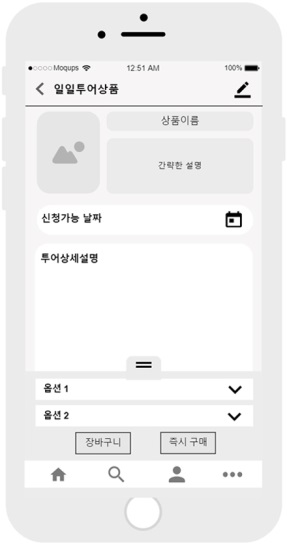 ●○○○○ Moqups 12:51 AM 100%
일일투어상품
상품이름
간략한 설명
신청가능 날짜
투어상세설명
옵션 1
옵션 2
장바구니 즉시 구매